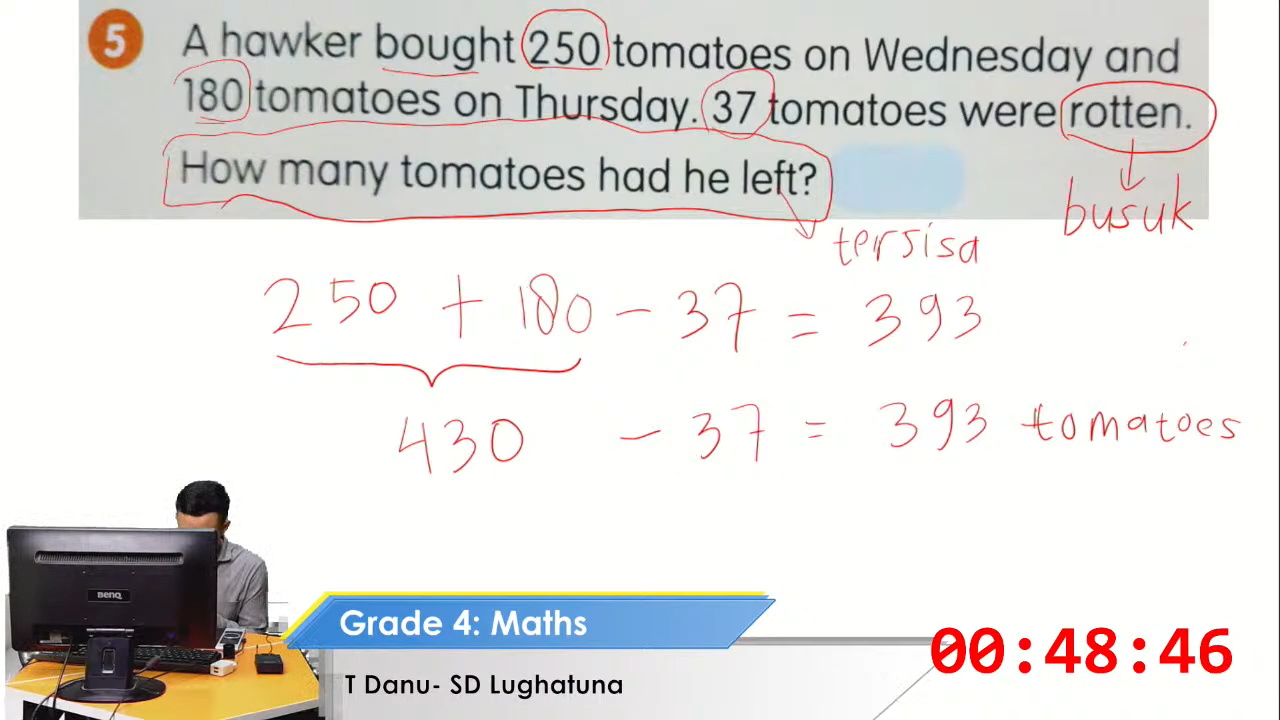 5 A hawker bought 250 tomatoes on Wednesday and
180 tomatoes on Thursday. 37 tomatoes were rotten.
How many tomatoes had he left?
busuk
tersisa
250 + 180 - 37 = 393
430 - 37 = 393 tomatoes
BenQ
Grade 4: Maths
T Danu- SD Lughatuna
00:48:46